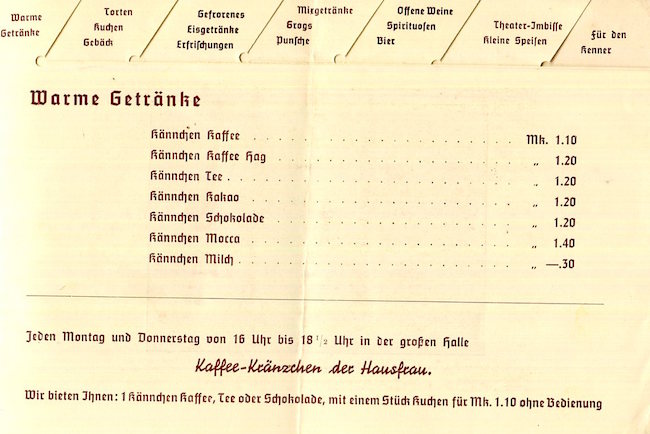 Warme
Getränke
Torten
Kuchen
Gebäck
Gefrorenes
Eisgetränke
Erfrischungen
Mixgetränke
Grogs
Punsche
Offene Weine
Spirituosen
Bier
Theater-Imbisse
Kleine Speisen
Für den
Kenner
Warme Getränke
Kännchen Kaffee . . . . . . . . . . . . . . Mk. 1.10
Kännchen Kaffee Hag . . . . . . . . . . . . „ 1.20
Kännchen Tee . . . . . . . . . . . . . . . „ 1.20
Kännchen Kakao . . . . . . . . . . . . . . „ 1.20
Kännchen Schokolade . . . . . . . . . . . . „ 1.20
Kännchen Mocca . . . . . . . . . . . . . . „ 1.40
Kännchen Milch . . . . . . . . . . . . . . „ —.30
Jeden Montag und Donnerstag von 16 Uhr bis 18 1/2 Uhr in der großen Halle
Kaffee-Kränzchen der Hausfrau.
Wir bieten Ihnen: 1 Kännchen Kaffee, Tee oder Schokolade, mit einem Stück Kuchen für Mk. 1.10 ohne Bedienung